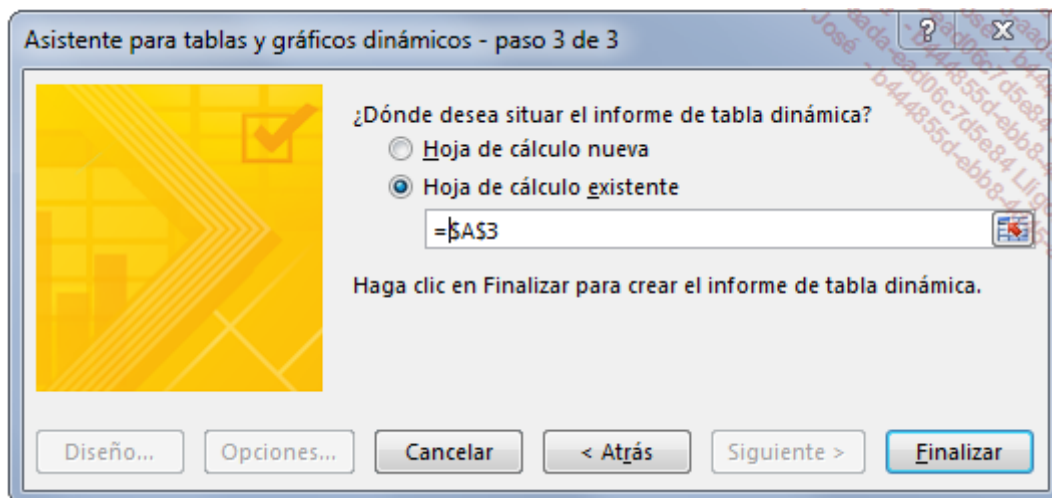 Asistente para tablas y gráficos dinámicos - paso 3 de 3
¿Dónde desea situar el informe de tabla dinámica?
Hoja de cálculo nueva
Hoja de cálculo existente
=$A$3
Haga clic en Finalizar para crear el informe de tabla dinámica.
Diseño... Opciones... Cancelar < Atrás Siguiente > Finalizar